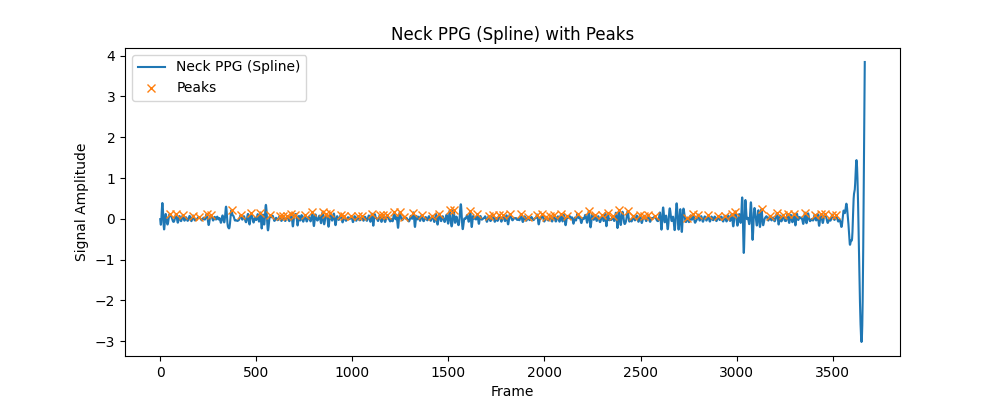 Neck PPG (Spline) with Peaks
Neck PPG (Spline)
Peaks
Signal Amplitude
4
3
2
1
0
−1
−2
−3
0 500 1000 1500 2000 2500 3000 3500
Frame